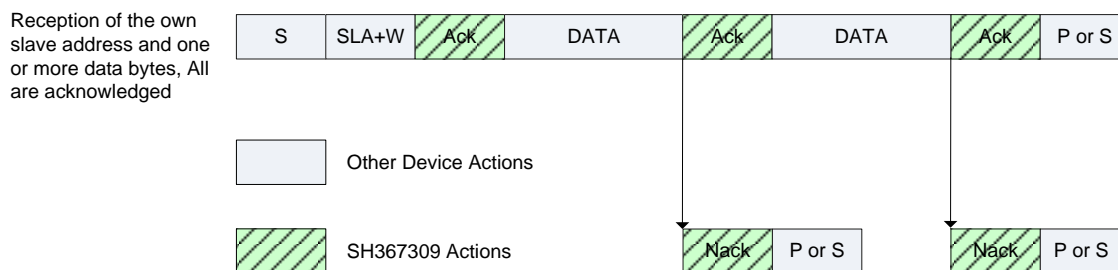 Reception of the own
slave address and one
or more data bytes, All
are acknowledged
S SLA+W Ack DATA Ack DATA Ack P or S
Other Device Actions
SH367309 Actions
Nack P or S Nack P or S